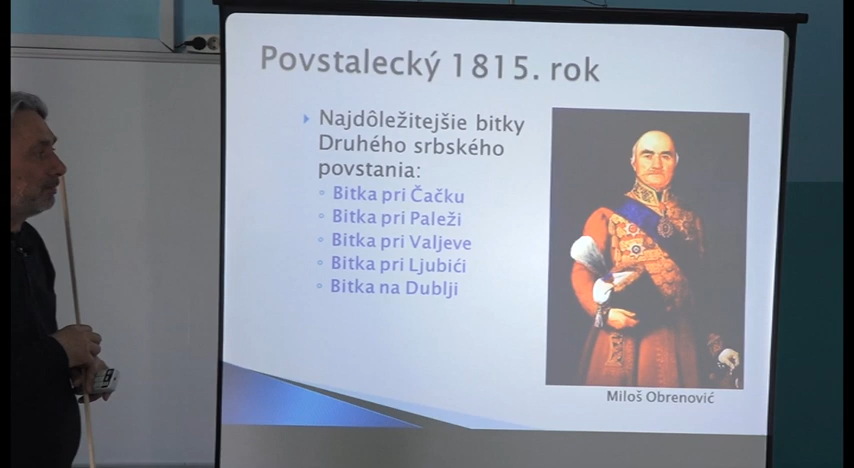 Povstalecký 1815. rok
Najdôležitejšie bitky
Druhého srbského
povstania:
Bitka pri Čačku
Bitka pri Paleži
Bitka pri Valjeve
Bitka pri Ljubići
Bitka na Dublji
Miloš Obrenović